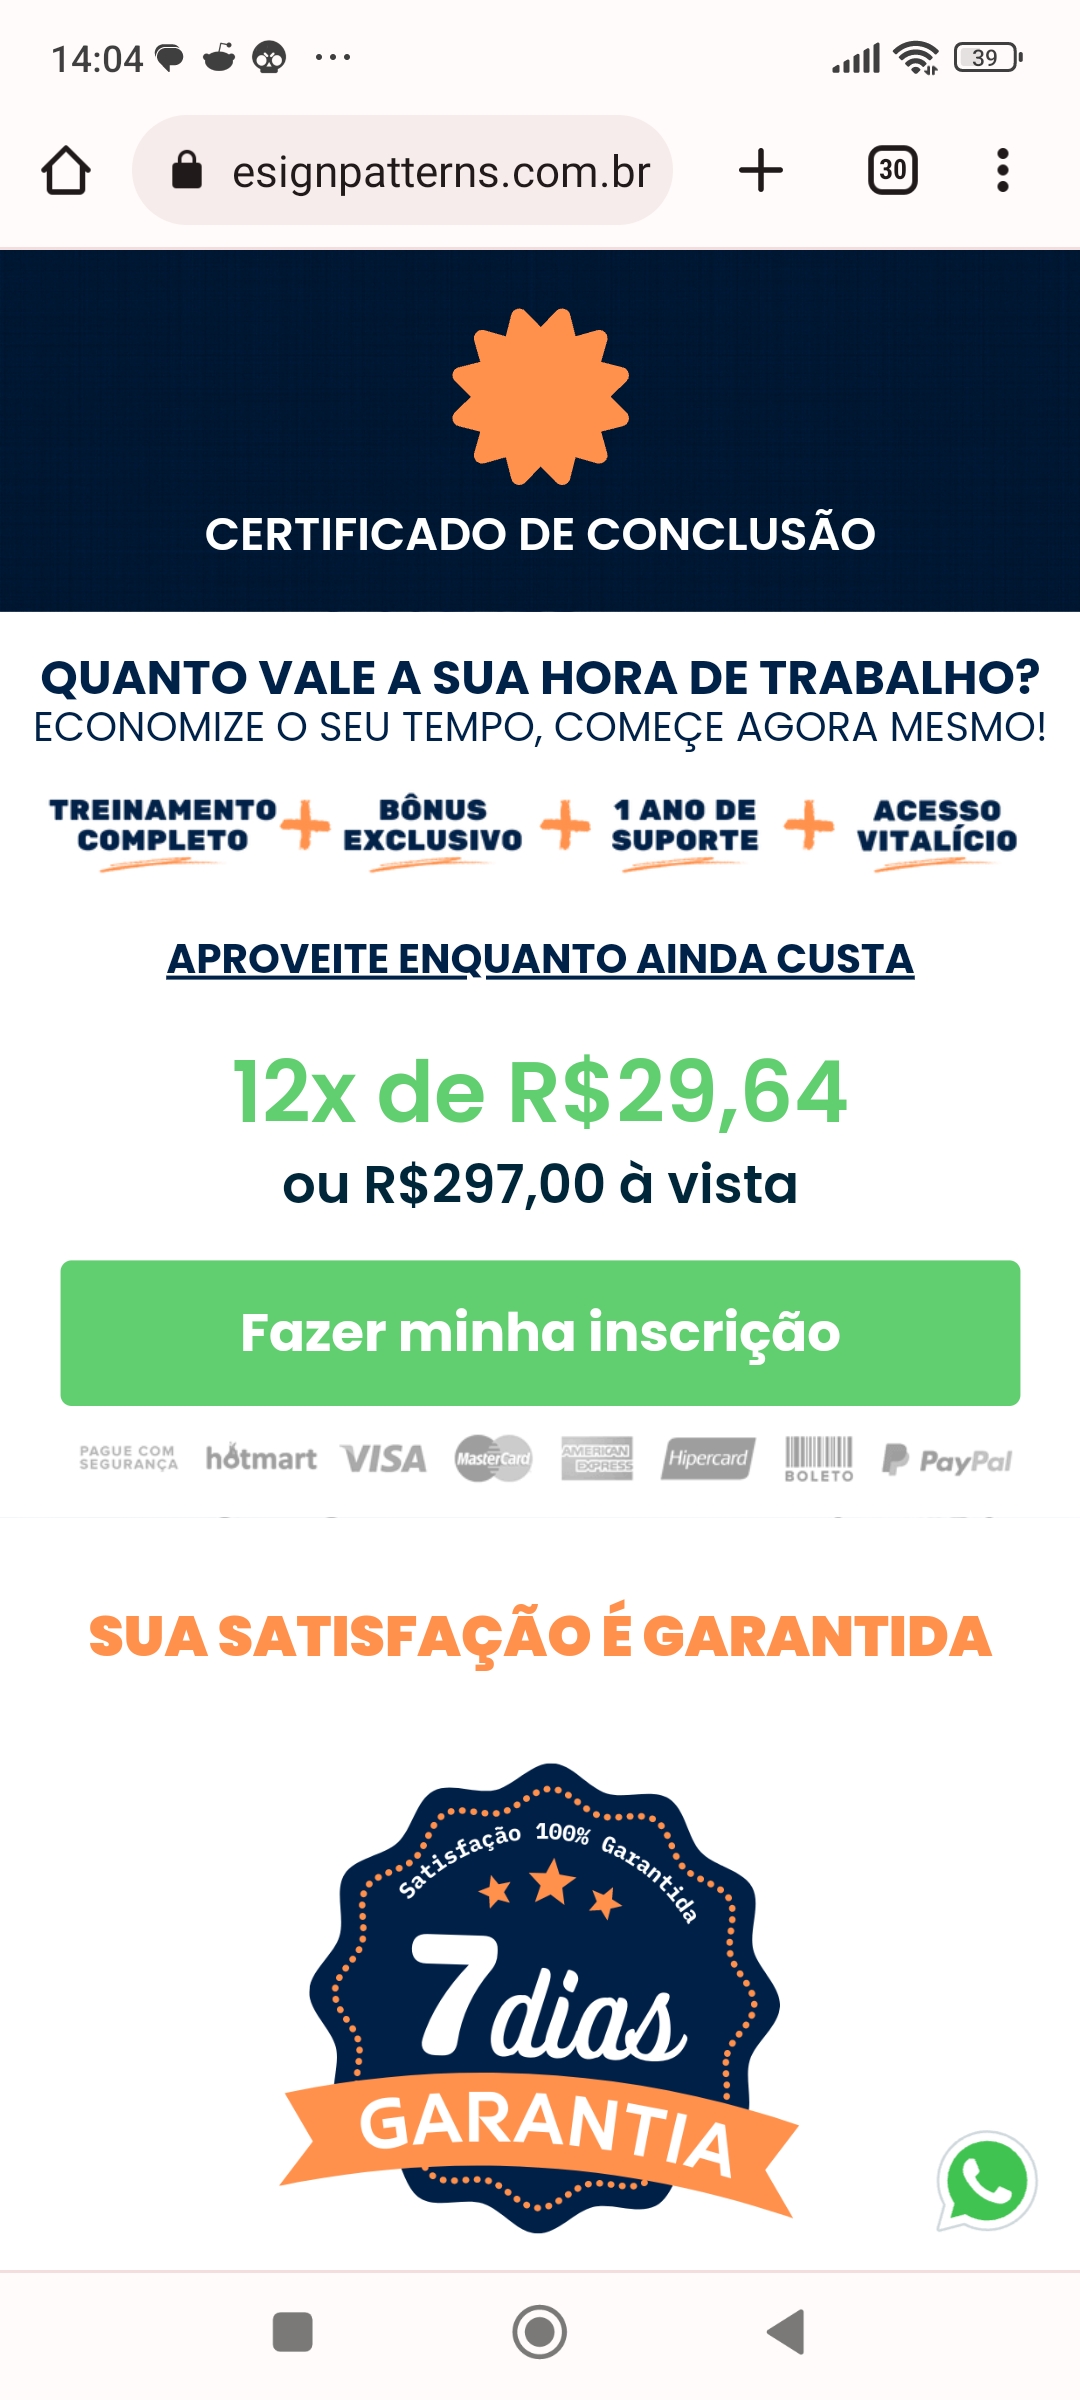 14:04
39
esignpatterns.com.br
30
CERTIFICADO DE CONCLUSÃO
QUANTO VALE A SUA HORA DE TRABALHO?
ECONOMIZE O SEU TEMPO, COMEÇE AGORA MESMO!
TREINAMENTO COMPLETO + BÔNUS EXCLUSIVO + 1 ANO DE SUPORTE + ACESSO VITALÍCIO
APROVEITE ENQUANTO AINDA CUSTA
12x de R$29,64
ou R$297,00 à vista
Fazer minha inscrição
PAGUE COM SEGURANÇA hotmart VISA MasterCard AMERICAN EXPRESS Hipercard BOLETO PayPal
SUA SATISFAÇÃO É GARANTIDA
Satisfação 100% Garantida
7 dias
GARANTIA